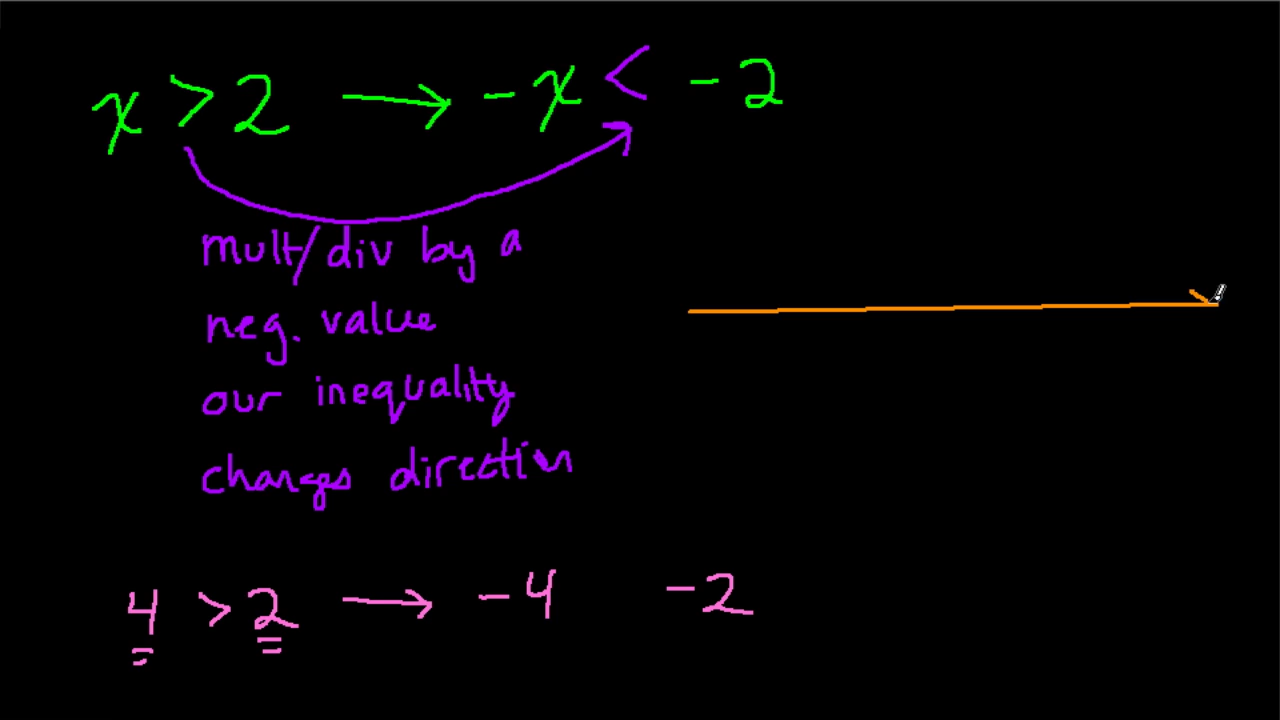 x > 2 → -x < -2
mult/div by a
neg. value
our inequality
changes direction
4 > 2 → -4 -2